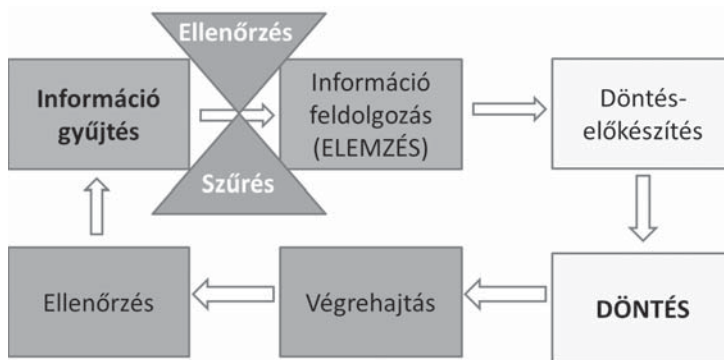 Ellenőrzés
Információ
gyűjtés
Információ
feldolgozás
(ELEMZÉS)
Döntés-
előkészítés
Szűrés
Ellenőrzés
Végrehajtás
DÖNTÉS